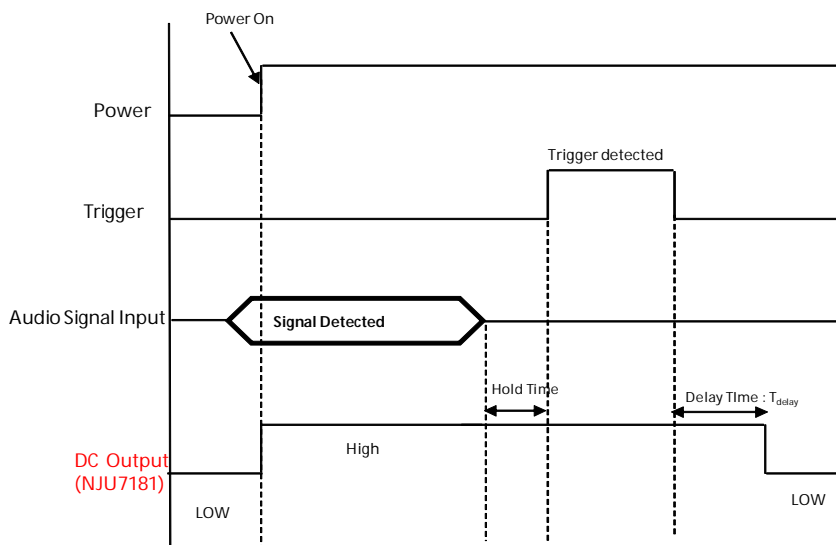 Power On
Power
Trigger detected
Trigger
Audio Signal Input
Signal Detected
Hold Time
Delay TIme : Tdelay
High
DC Output
(NJU7181)
LOW
LOW